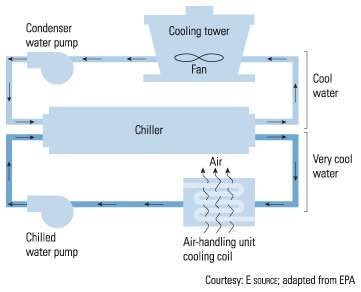 Condenser
water pump
Cooling tower
Fan
Cool
water
Chiller
Air
Very cool
water
Chilled
water pump
Air-handling unit
cooling coil
Courtesy: E SOURCE; adapted from EPA